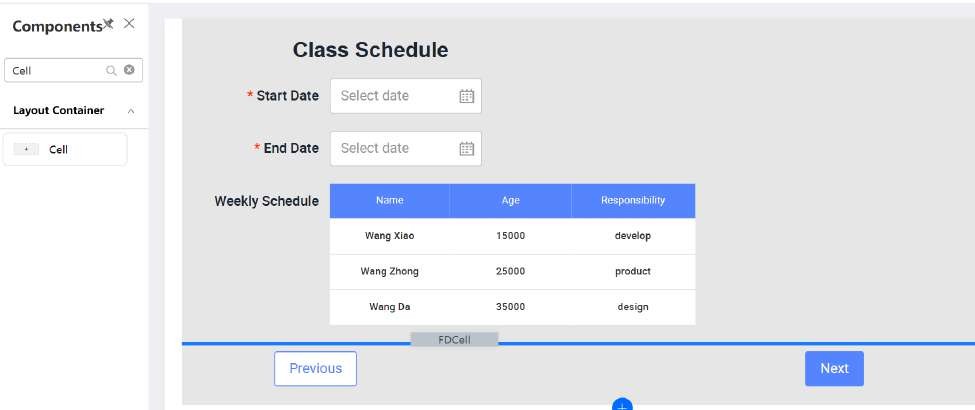 Components
Cell
Layout Container
Cell
Class Schedule
* Start Date Select date
* End Date Select date
Weekly Schedule
Name Age Responsibility
Wang Xiao 15000 develop
Wang Zhong 25000 product
Wang Da 35000 design
FDCell
Previous Next